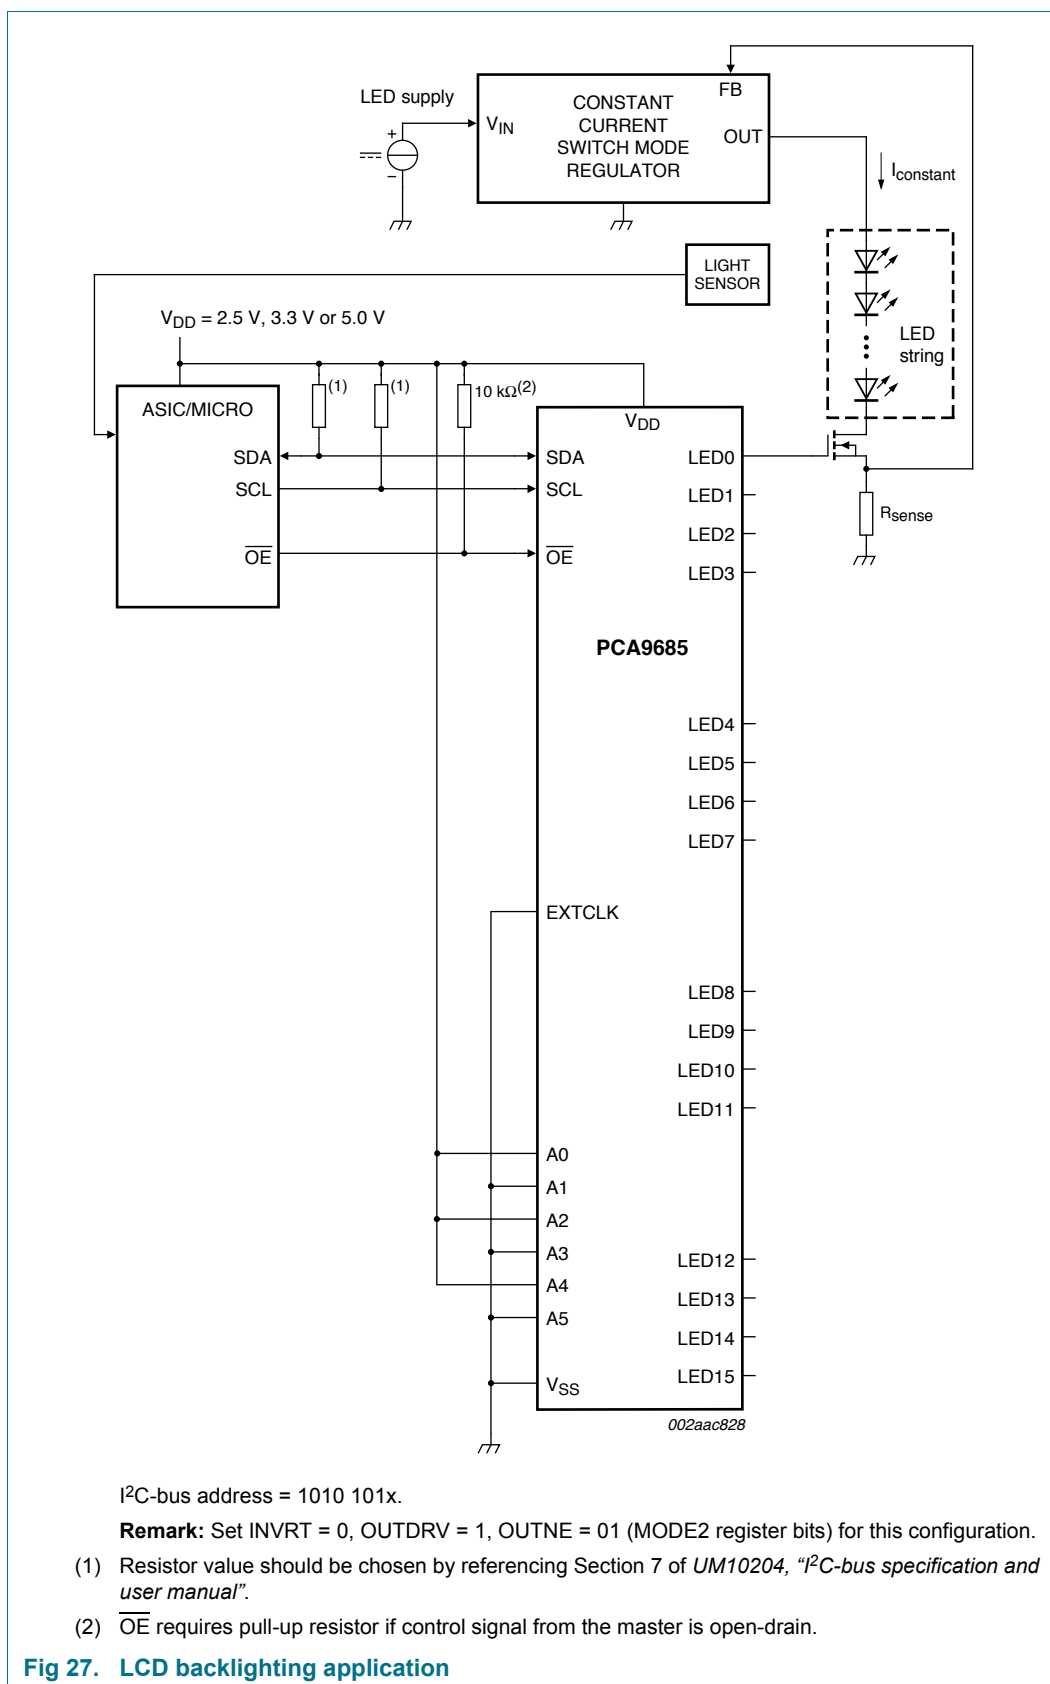 LED supply
+
−
VIN
CONSTANT
CURRENT
SWITCH MODE
REGULATOR
FB
OUT
Iconstant
LIGHT
SENSOR
LED
string
VDD = 2.5 V, 3.3 V or 5.0 V
(1)
(1)
10 kΩ(2)
ASIC/MICRO
SDA
SCL
OE
VDD
SDA
SCL
OE
LED0
LED1
LED2
LED3
Rsense
PCA9685
LED4
LED5
LED6
LED7
EXTCLK
LED8
LED9
LED10
LED11
A0
A1
A2
A3
A4
A5
VSS
LED12
LED13
LED14
LED15
002aac828
I2C-bus address = 1010 101x.
Remark: Set INVRT = 0, OUTDRV = 1, OUTNE = 01 (MODE2 register bits) for this configuration.
(1) Resistor value should be chosen by referencing Section 7 of UM10204, “I2C-bus specification and
user manual”.
(2) OE requires pull-up resistor if control signal from the master is open-drain.
Fig 27. LCD backlighting application